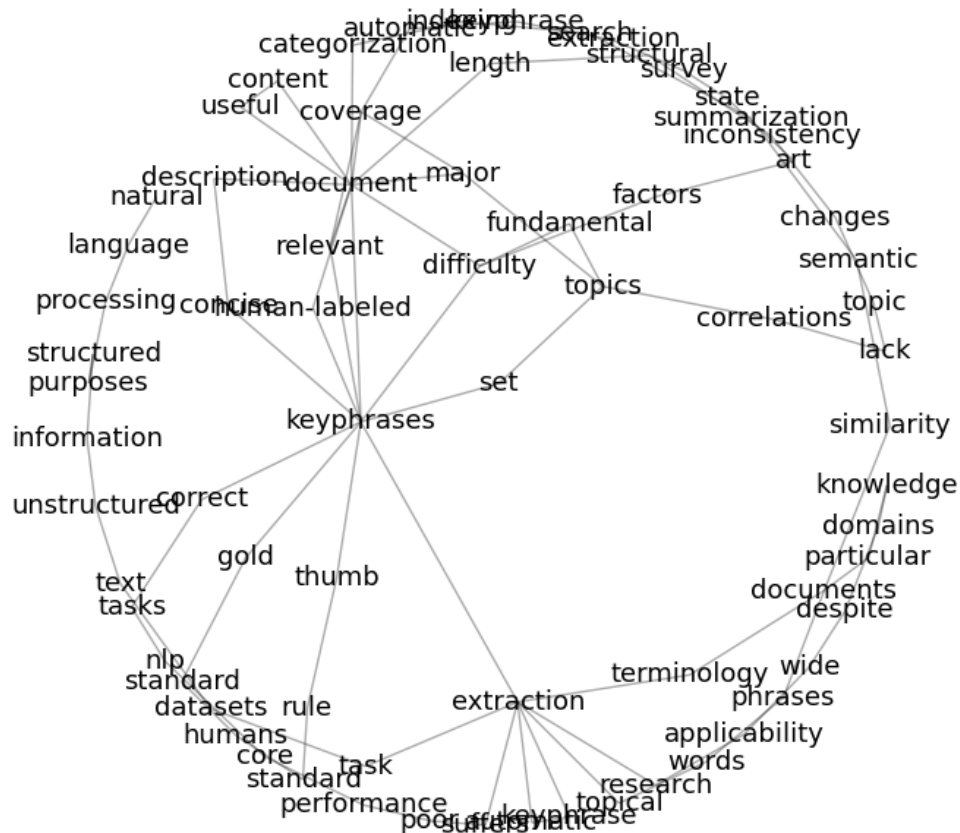 indexing keyphrase
automatic
search
extraction
categorization
structural
length
survey
content
state
useful
coverage
summarization
inconsistency
art
major
description
document
natural
factors
changes
fundamental
language
relevant
semantic
difficulty
topics
processing
concise
human-labeled
topic
correlations
lack
structured
purposes
set
keyphrases
similarity
information
knowledge
unstructured
correct
domains
gold
particular
thumb
text
documents
tasks
despite
nlp
wide
standard
terminology
phrases
extraction
datasets
rule
humans
applicability
core
words
task
standard
research
performance
topical
keyphrase
poor
automatic
suffers